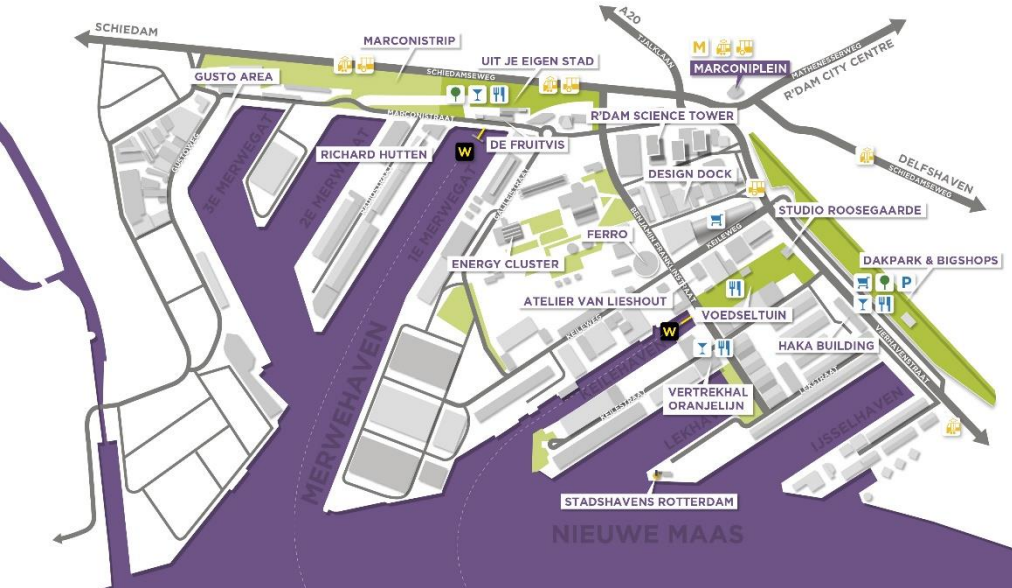 SCHIEDAM
A20
TJALKLAAN
M
MARCONISTRIP
MATHENESSERWEG
MARCONIPLEIN
R'DAM CITY CENTRE
UIT JE EIGEN STAD
SCHIEDAMSEWEG
GUSTO AREA
MARCONISTRAAT
R'DAM SCIENCE TOWER
DE FRUITVIS
W
RICHARD HUTTEN
GUSTOWEG
3E MERWEGAT
2E MERWEGAT
1E MERWEGAT
GALILEISTRAAT
DELFSHAVEN
SCHIEDAMSEWEG
DESIGN DOCK
BENJAMIN FRANKLINSTRAAT
STUDIO ROOSEGAARDE
FERRO
KEILEWEG
ENERGY CLUSTER
DAKPARK & BIGSHOPS
P
ATELIER VAN LIESHOUT
VOEDSELTUIN
KEILEWEG
W
HAKA BUILDING
VIERHAVENSTRAAT
KEILEHAVEN
MERWEHAVEN
VERTREKHAL
ORANJELIJN
LEKSTRAAT
KEILESTRAAT
LEKHA
IJSSELHAVEN
STADSHAVENS ROTTERDAM
NIEUWE MAAS